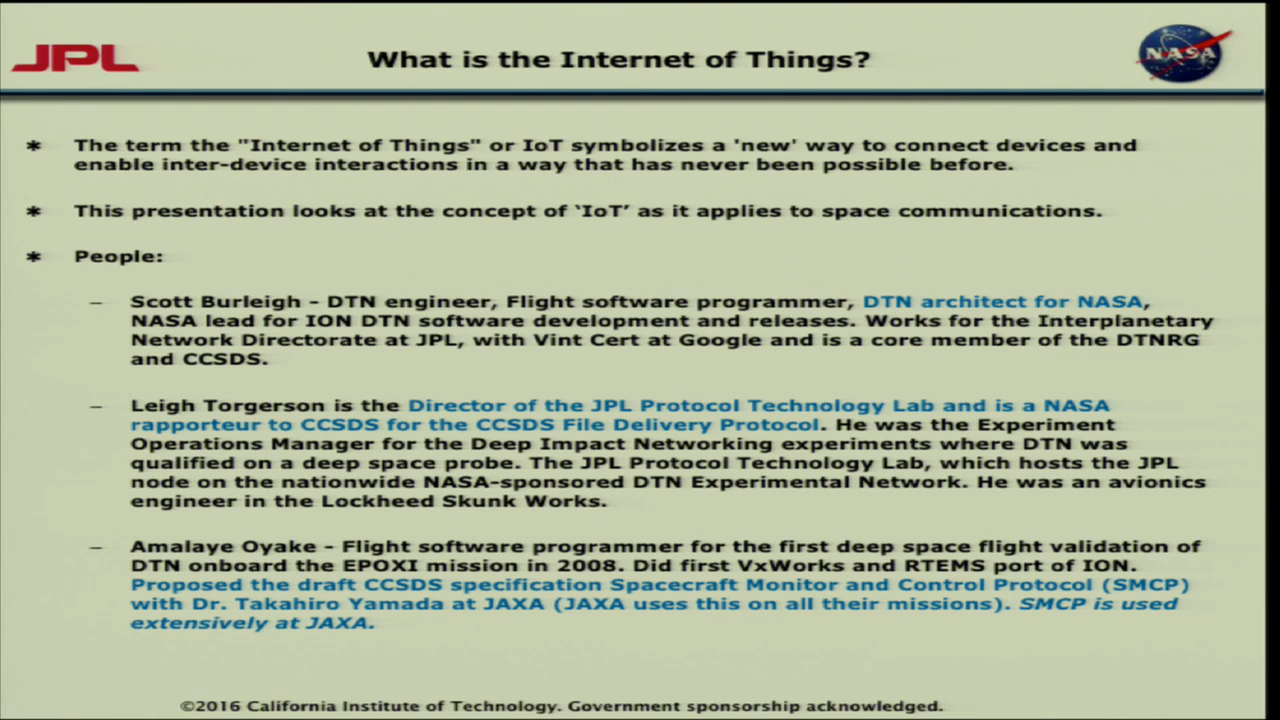 JPL
What is the Internet of Things?
NASA
* The term the "Internet of Things" or IoT symbolizes a 'new' way to connect devices and
enable inter-device interactions in a way that has never been possible before.
* This presentation looks at the concept of ‘IoT’ as it applies to space communications.
* People:
– Scott Burleigh - DTN engineer, Flight software programmer, DTN architect for NASA,
NASA lead for ION DTN software development and releases. Works for the Interplanetary
Network Directorate at JPL, with Vint Cert at Google and is a core member of the DTNRG
and CCSDS.
– Leigh Torgerson is the Director of the JPL Protocol Technology Lab and is a NASA
rapporteur to CCSDS for the CCSDS File Delivery Protocol. He was the Experiment
Operations Manager for the Deep Impact Networking experiments where DTN was
qualified on a deep space probe. The JPL Protocol Technology Lab, which hosts the JPL
node on the nationwide NASA-sponsored DTN Experimental Network. He was an avionics
engineer in the Lockheed Skunk Works.
– Amalaye Oyake - Flight software programmer for the first deep space flight validation of
DTN onboard the EPOXI mission in 2008. Did first VxWorks and RTEMS port of ION.
Proposed the draft CCSDS specification Spacecraft Monitor and Control Protocol (SMCP)
with Dr. Takahiro Yamada at JAXA (JAXA uses this on all their missions). SMCP is used
extensively at JAXA.
©2016 California Institute of Technology. Government sponsorship acknowledged.